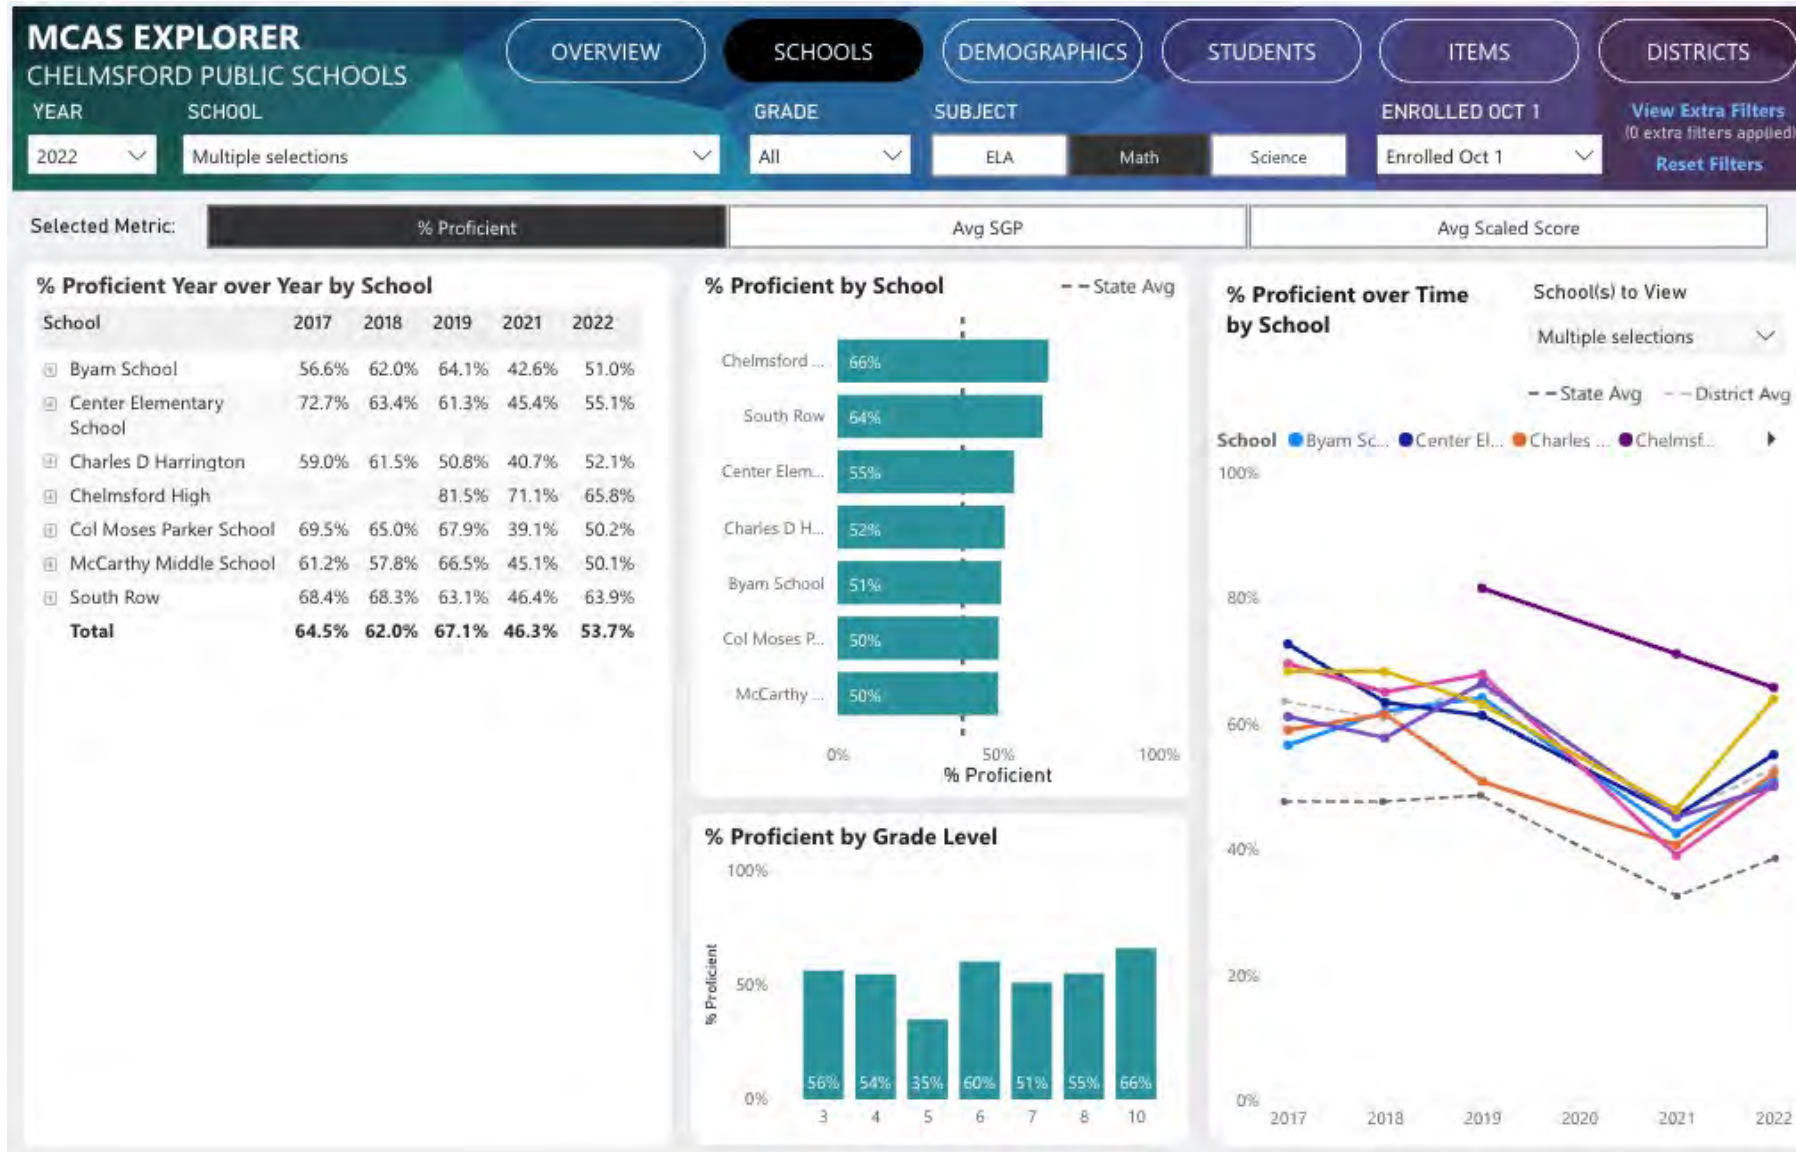 MCAS EXPLORER
CHELMSFORD PUBLIC SCHOOLS
OVERVIEW SCHOOLS DEMOGRAPHICS STUDENTS ITEMS DISTRICTS
YEAR SCHOOL GRADE SUBJECT ENROLLED OCT 1 View Extra Filters
(0 extra filters applied)
2022 Multiple selections All ELA Math Science Enrolled Oct 1
Reset Filters
Selected Metric: % Proficient Avg SGP Avg Scaled Score
% Proficient Year over Year by School
School 2017 2018 2019 2021 2022
Byam School 56.6% 62.0% 64.1% 42.6% 51.0%
Center Elementary 72.7% 63.4% 61.3% 45.4% 55.1%
School
Charles D Harrington 59.0% 61.5% 50.8% 40.7% 52.1%
Chelmsford High 81.5% 71.1% 65.8%
Col Moses Parker School 69.5% 65.0% 67.9% 39.1% 50.2%
McCarthy Middle School 61.2% 57.8% 66.5% 45.1% 50.1%
South Row 68.4% 68.3% 63.1% 46.4% 63.9%
Total 64.5% 62.0% 67.1% 46.3% 53.7%
% Proficient by School
State Avg
Chelmsford ... 66%
South Row 64%
Center Elem... 55%
Charles D H... 52%
Byam School 51%
Col Moses P... 50%
McCarthy ... 50%
0% 50% 100%
% Proficient
% Proficient by Grade Level
100%
50%
0%
% Proficient
56% 54% 35% 60% 51% 55% 66%
3 4 5 6 7 8 10
% Proficient over Time
by School
School(s) to View
Multiple selections
State Avg District Avg
School Byam Sc... Center El... Charles ... Chelmsf...
100%
80%
60%
40%
20%
0%
2017 2018 2019 2020 2021 2022